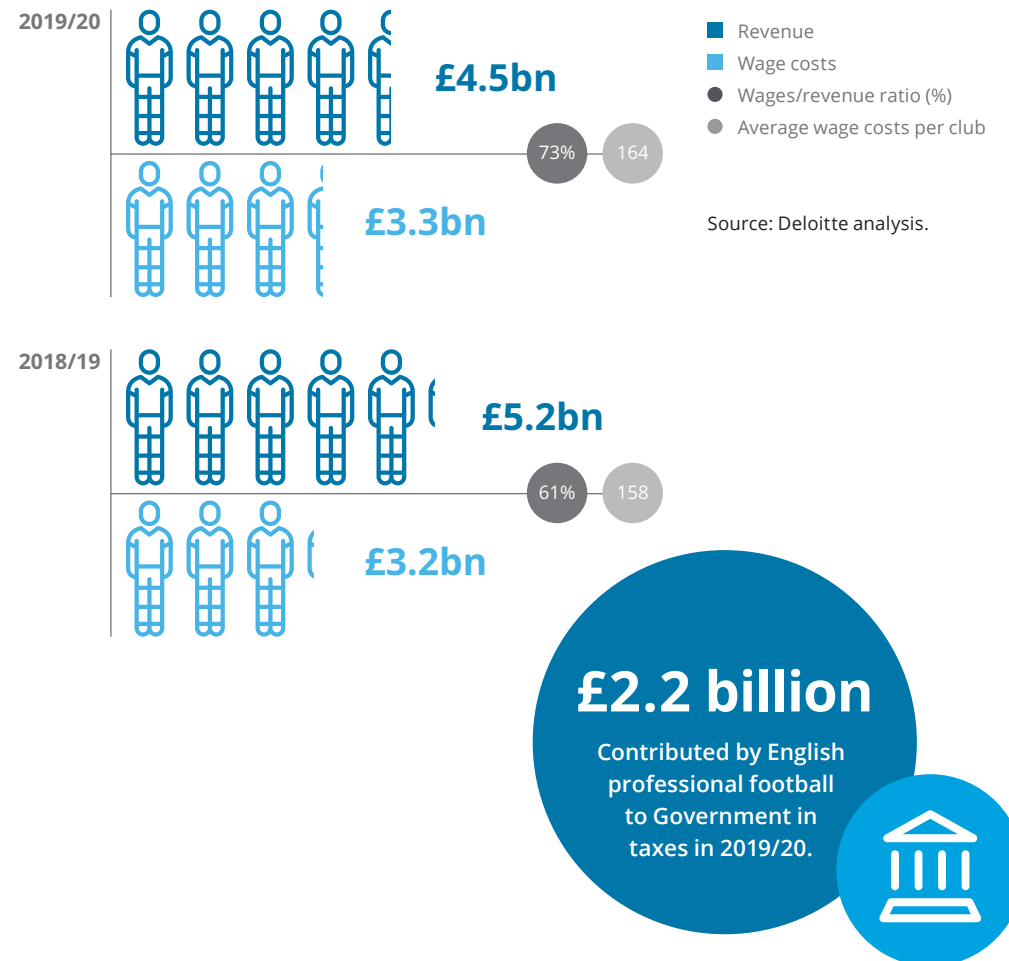 2019/20
£4.5bn
73%
164
£3.3bn
Revenue
Wage costs
Wages/revenue ratio (%)
Average wage costs per club
Source: Deloitte analysis.
2018/19
£5.2bn
61%
158
£3.2bn
£2.2 billion
Contributed by English
professional football
to Government in
taxes in 2019/20.